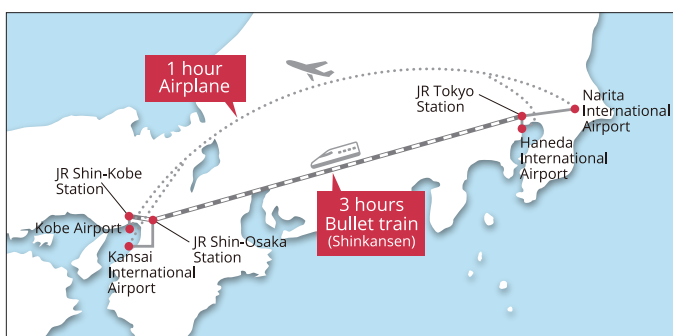 1 hour
Airplane
JR Tokyo
Station
Narita
International
Airport
Haneda
International
Airport
JR Shin-Kobe
Station
Kobe Airport
Kansai
International
Airport
JR Shin-Osaka
Station
3 hours
Bullet train
(Shinkansen)